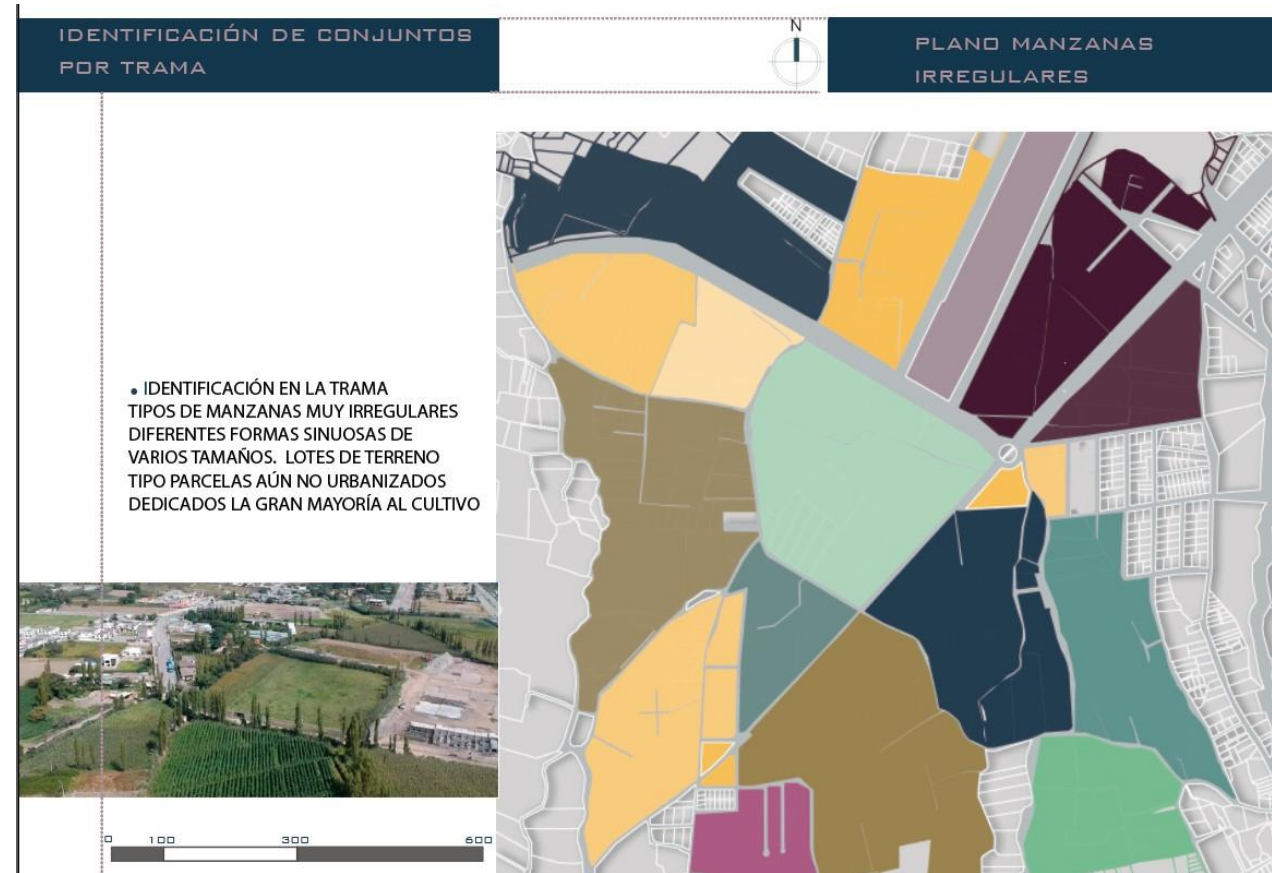 IDENTIFICACIÓN DE CONJUNTOS
POR TRAMA
N
PLANO MANZANAS
IRREGULARES
• IDENTIFICACIÓN EN LA TRAMA
TIPOS DE MANZANAS MUY IRREGULARES
DIFERENTES FORMAS SINUOSAS DE
VARIOS TAMAÑOS. LOTES DE TERRENO
TIPO PARCELAS AÚN NO URBANIZADOS
DEDICADOS LA GRAN MAYORÍA AL CULTIVO
0 100 300 600